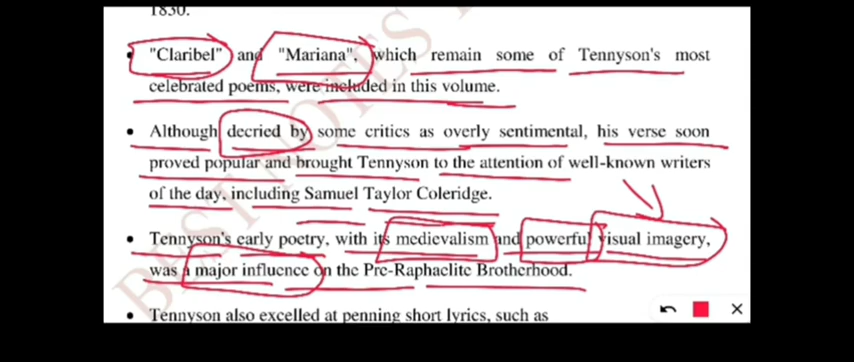 1830.
• "Claribel" and "Mariana", which remain some of Tennyson's most
celebrated poems, were included in this volume.
• Although decried by some critics as overly sentimental, his verse soon
proved popular and brought Tennyson to the attention of well-known writers
of the day, including Samuel Taylor Coleridge.
• Tennyson's early poetry, with its medievalism and powerful visual imagery,
was a major influence on the Pre-Raphaelite Brotherhood.
• Tennyson also excelled at penning short lyrics, such as
BEST NOTES